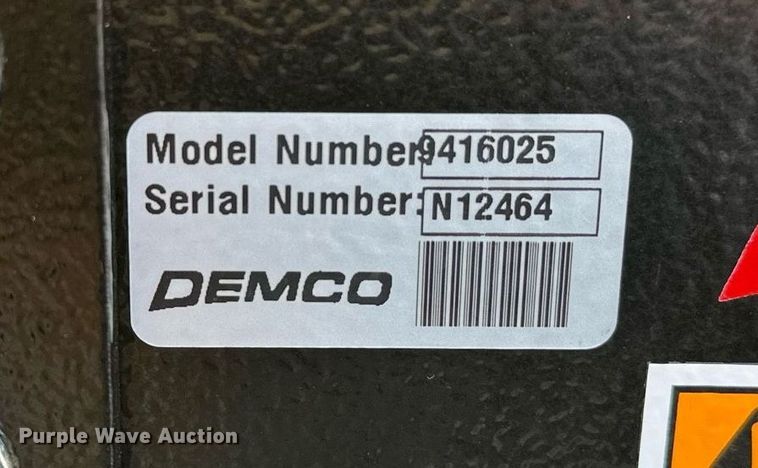 Model Number:9416025
Serial Number:N12464
DEMCO
Purple Wave Auction